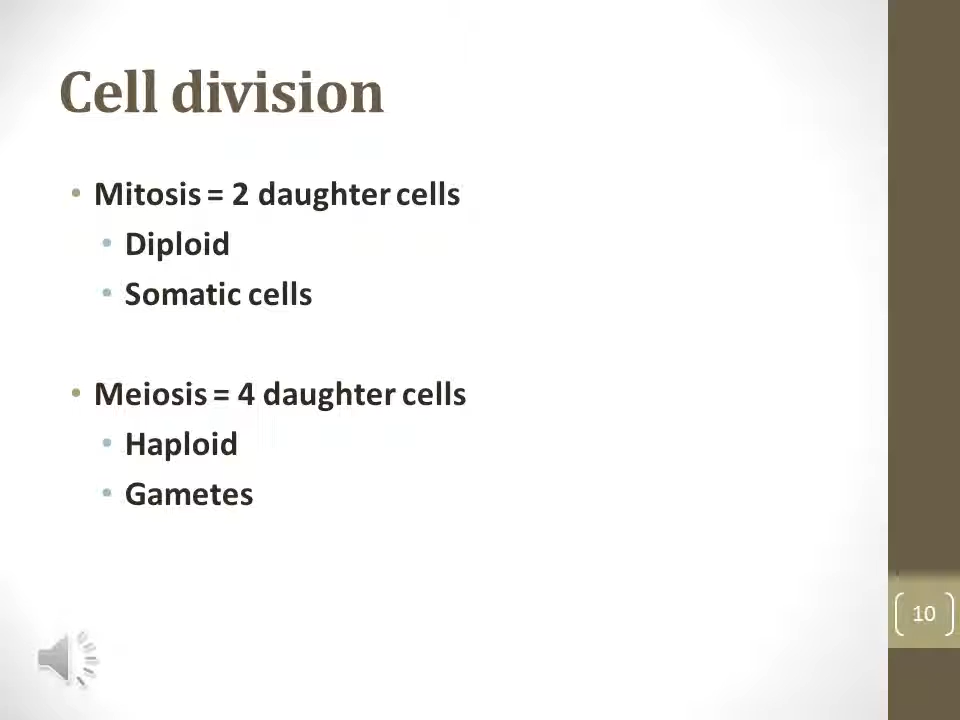 Cell division
• Mitosis = 2 daughter cells
• Diploid
• Somatic cells
• Meiosis = 4 daughter cells
• Haploid
• Gametes
10